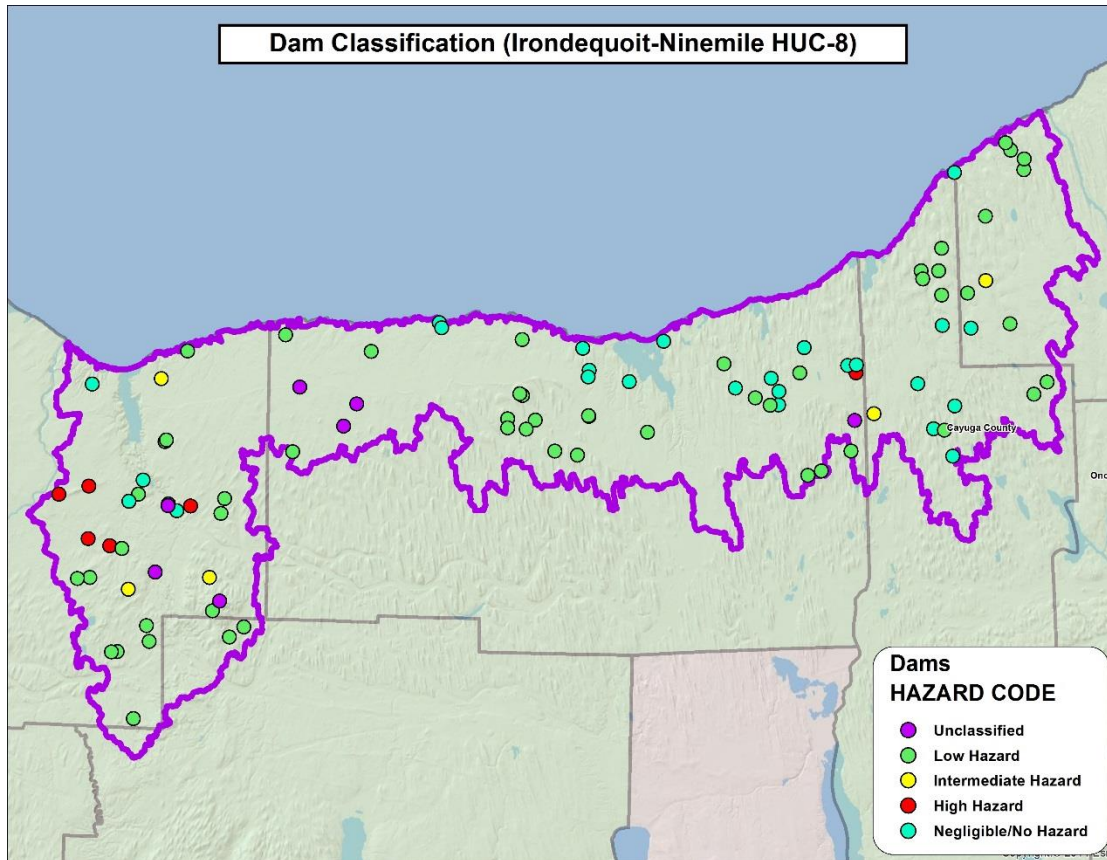 Dam Classification (Irondequoit-Ninemile HUC-8)
Cayuga County
Dams
HAZARD CODE
Unclassified
Low Hazard
Intermediate Hazard
High Hazard
Negligible/No Hazard